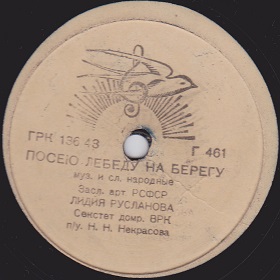 ГРК 136 43 Г 461
ПОСЕЮ ЛЕБЕДУ НА БЕРЕГУ
муз. и сл. народные
Засл. арт РСФСР
ЛИДИЯ РУСЛАНОВА
Секстет домр. ВРК
п/у. Н. Н. Некрасова